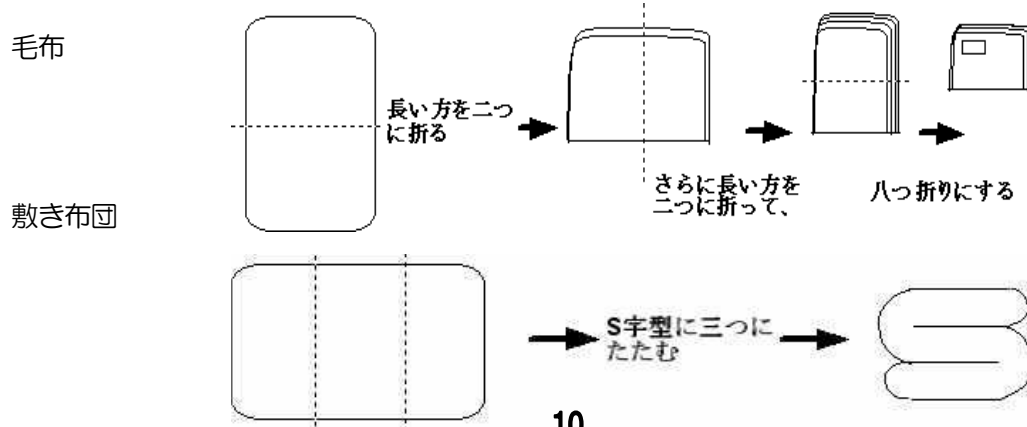 毛布
長い方を二つ
に折る
さらに長い方を
二つに折って、
八つ折りにする
敷き布団
S字型に三つに
たたむ
10